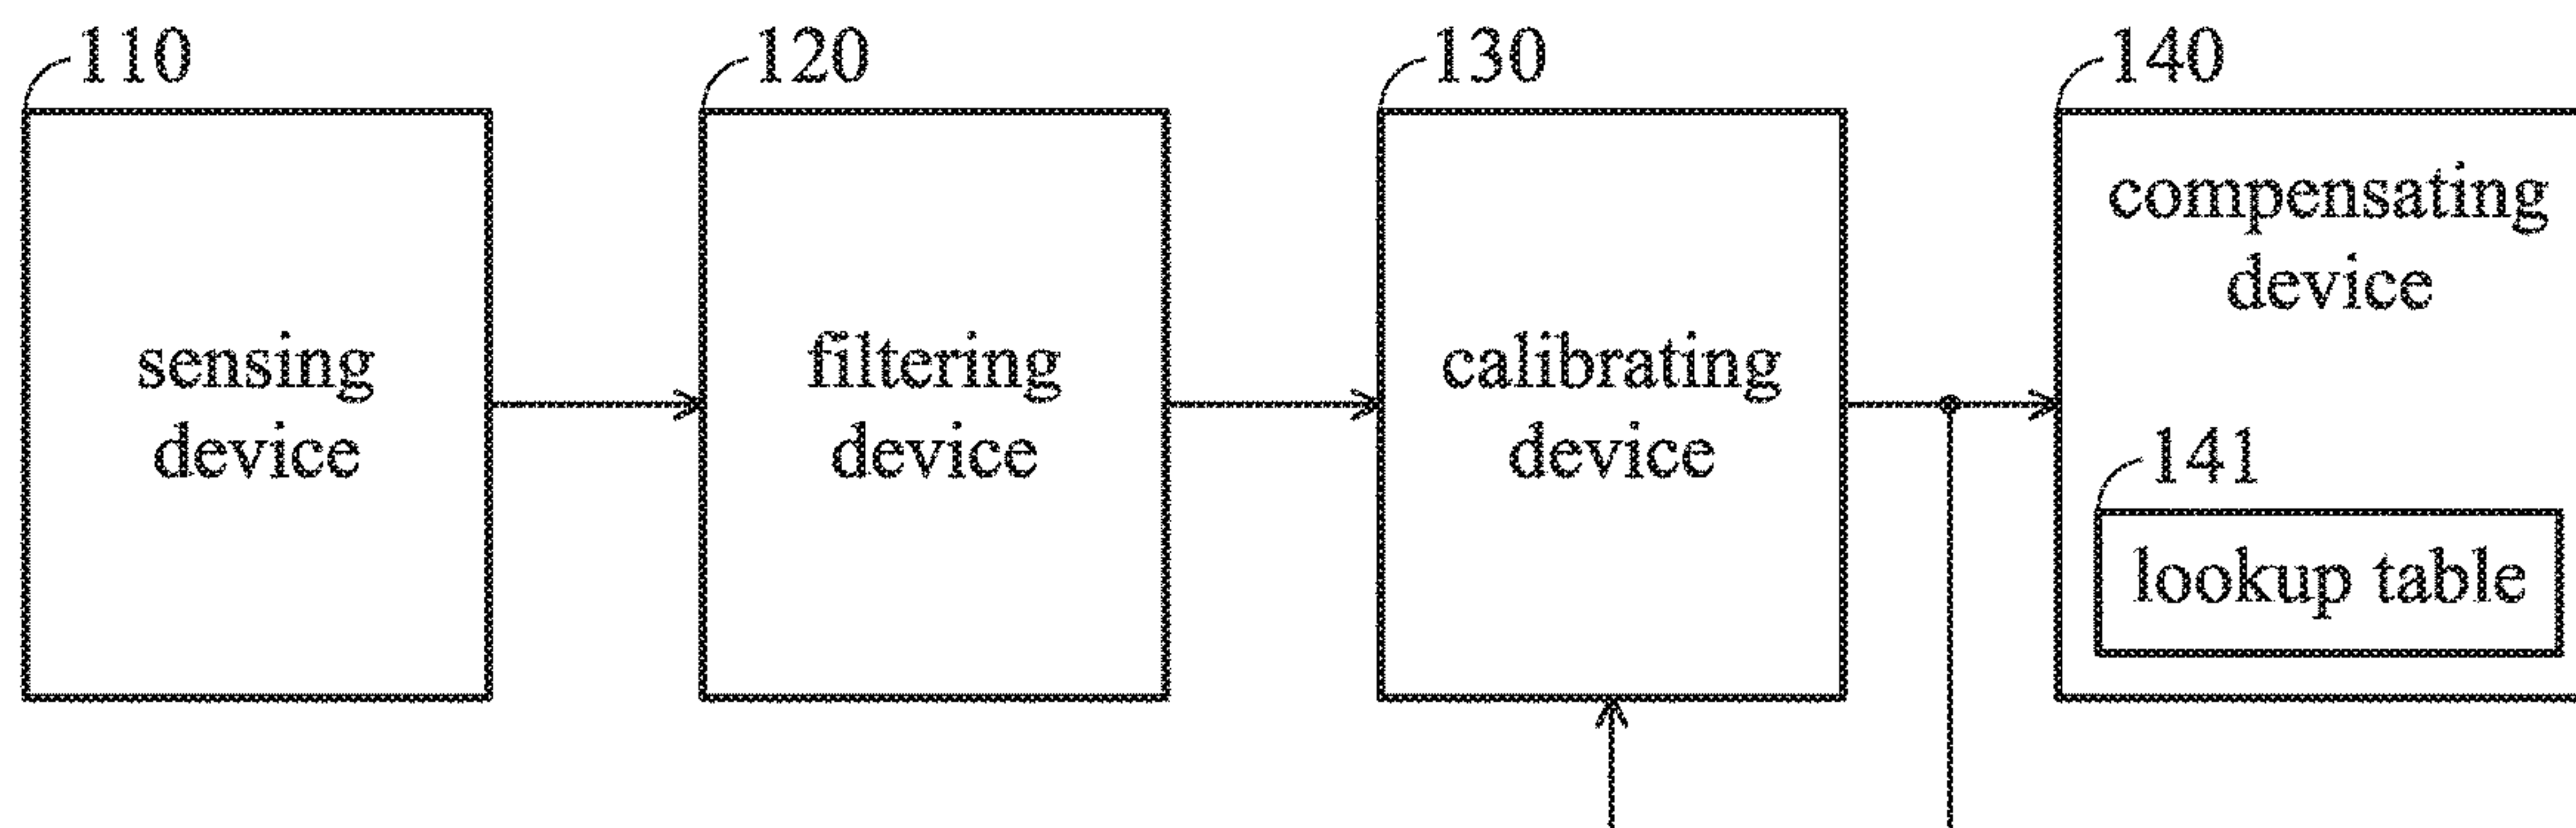 110
120
130
140
sensing
device
filtering
device
calibrating
device
compensating
device
141
lookup table